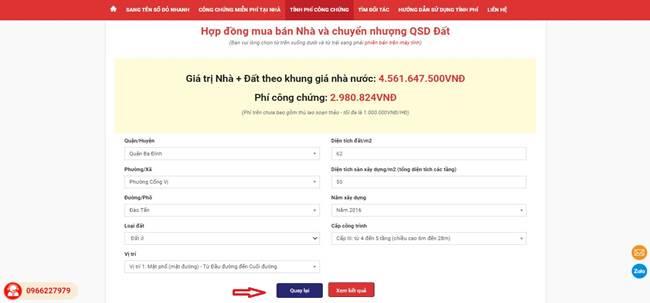 SANG TÊN SỔ ĐỎ NHANH CÔNG CHỨNG MIỄN PHÍ TẠI NHÀ TÍNH PHÍ CÔNG CHỨNG TÌM ĐỐI TÁC HƯỚNG DẪN SỬ DỤNG TÍNH PHÍ LIÊN HỆ
Hợp đồng mua bán Nhà và chuyển nhượng QSD Đất
(Bạn vui lòng chọn từ trên xuống dưới và từ trái sang phải phiên bản trên máy tính)
Giá trị Nhà + Đất theo khung giá nhà nước: 4.561.647.500VNĐ
Phí công chứng: 2.980.824VNĐ
(Phí trên chưa bao gồm thù lao soạn thảo - tối đa là 1.000.000VNĐ/HĐ)
Quận/Huyện
Quận Ba Đình
Phường/Xã
Phường Cống Vị
Đường/Phố
Đào Tấn
Loại đất
Đất ở
Vị trí
Vị trí 1: Mặt phố (mặt đường) - Từ Đầu đường đến Cuối đường
Diện tích đất/m2
62
Diện tích sàn xây dựng/m2 (tổng diện tích các tầng)
50
Năm xây dựng
Năm 2016
Cấp công trình
Cấp III: từ 4 đến 5 tầng (chiều cao 6m đến 28m)
Quay lại Xem kết quả
0966227979
Zalo